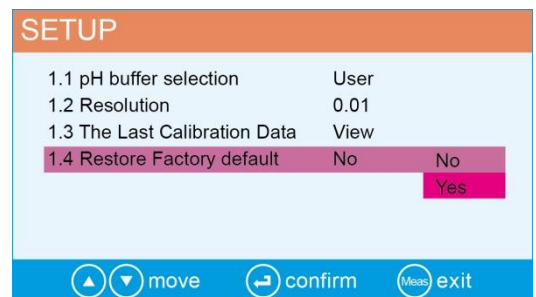 SETUP
1.1 pH buffer selection User
1.2 Resolution 0.01
1.3 The Last Calibration Data View
1.4 Restore Factory default No No
Yes
move confirm Meas exit